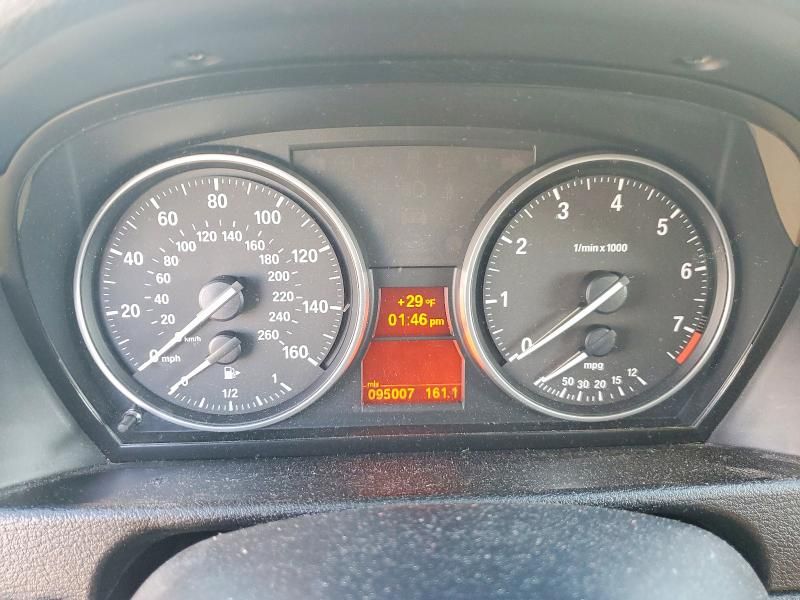 0 20 40 60 80 100 120 140 160
mph
0 20 40 60 80 100 120 140 160 180 200 220 240 260
km/h
0 1/2 1
+29 °F
01:46 pm
mls
095007 161.1
0 1 2 3 4 5 6 7
1/min x 1000
mpg
50 30 20 15 12